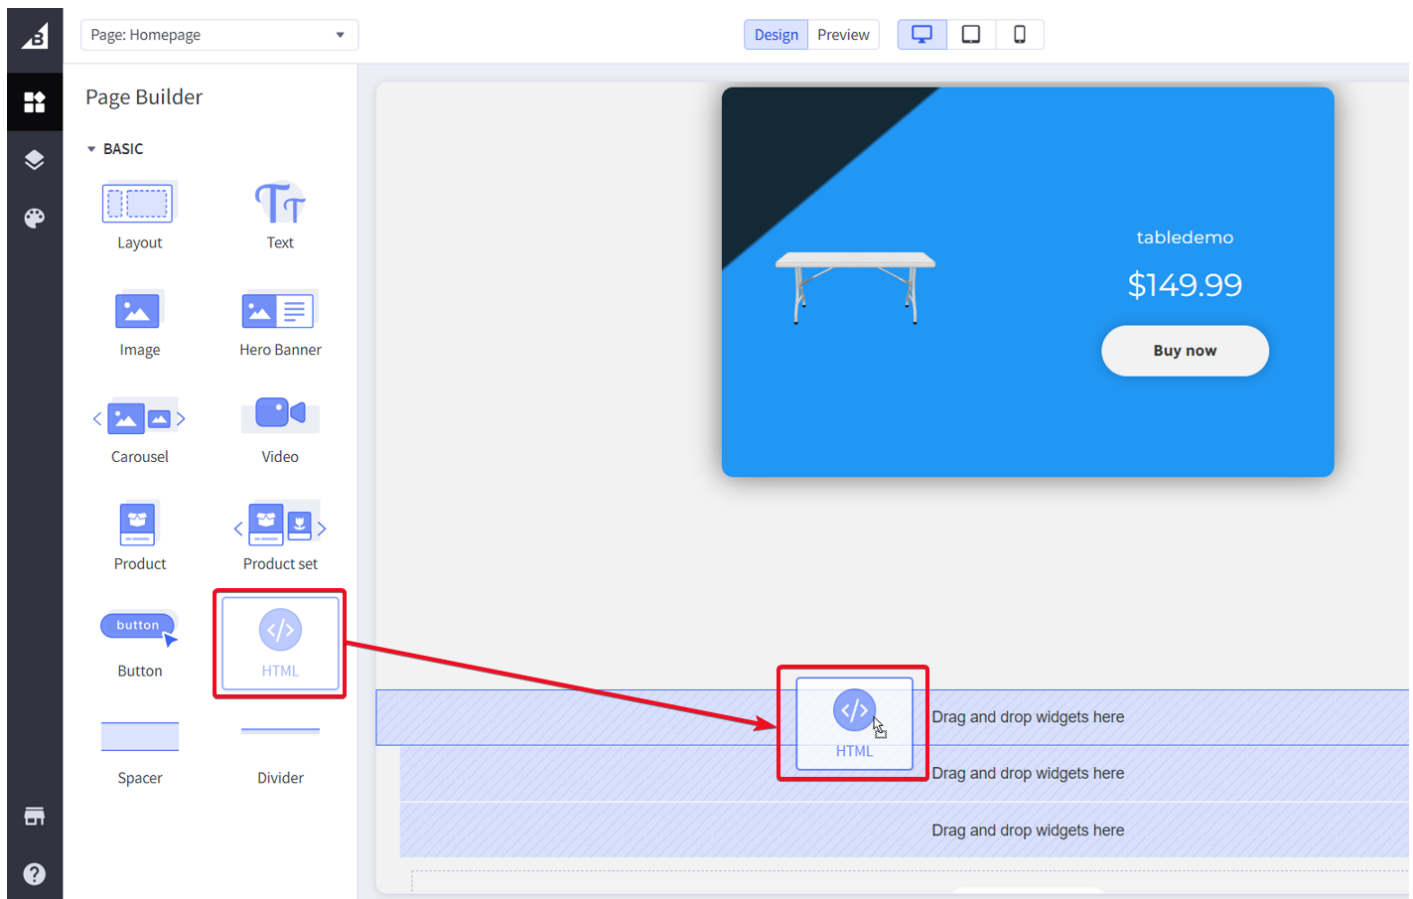 Page: Homepage
Design
Preview
Page Builder
BASIC
Layout
Text
Image
Hero Banner
Carousel
Video
Product
Product set
button
Button
HTML
Spacer
Divider
tabledemo
$149.99
Buy now
HTML
Drag and drop widgets here
Drag and drop widgets here
Drag and drop widgets here